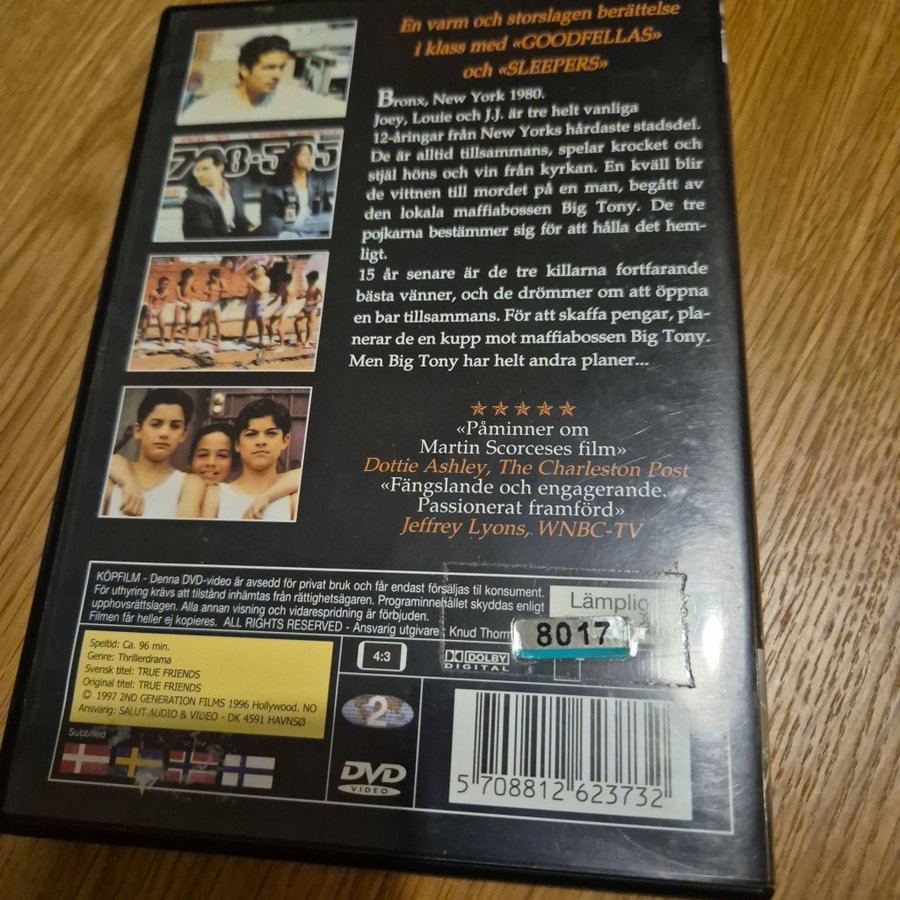 En varm och storslagen berättelse
i klass med «GOODFELLAS»
och «SLEEPERS»
Bronx, New York 1980.
Joey, Louie och J.J. är tre helt vanliga
12-åringar från New Yorks hårdaste stadsdel.
De är alltid tillsammans, spelar krocket och
stjäl höns och vin från kyrkan. En kväll blir
de vittnen till mordet på en man, begått av
den lokala maffiabossen Big Tony. De tre
pojkarna bestämmer sig för att hålla det hem-
ligt.
15 år senare är de tre killarna fortfarande
bästa vänner, och de drömmer om att öppna
en bar tillsammans. För att skaffa pengar, pla-
nerar de en kupp mot maffiabossen Big Tony.
Men Big Tony har helt andra planer...
«Påminner om
Martin Scorceses film»
Dottie Ashley, The Charleston Post
«Fängslande och engagerande.
Passionerat framförd»
Jeffrey Lyons, WNBC-TV
KÖPFILM - Denna DVD-video är avsedd för privat bruk och får endast försäljas til konsument.
För uthyring krävs att tilstånd inhämtas från rättighetsägaren. Programinnehållet skyddas enligt
upphovsrättslagen. Alla annan visning och vidarespridning är förbjuden.
Filmen får heller ej kopieres. ALL RIGHTS RESERVED - Ansvarig utgivare: Knud Thorm
Lämplig
8017
Speltid: Ca. 96 min.
Genre: Thrillerdrama
Svensk titel: TRUE FRIENDS
Original titel: TRUE FRIENDS
© 1997 2ND GENERATION FILMS 1996 Hollywood. NO
Ansvarig: SALUT AUDIO & VIDEO - DK 4591 HAVNSØ
Subtitled
4:3
DOLBY
DIGITAL
2
DVD
VIDEO
5 708812 623732